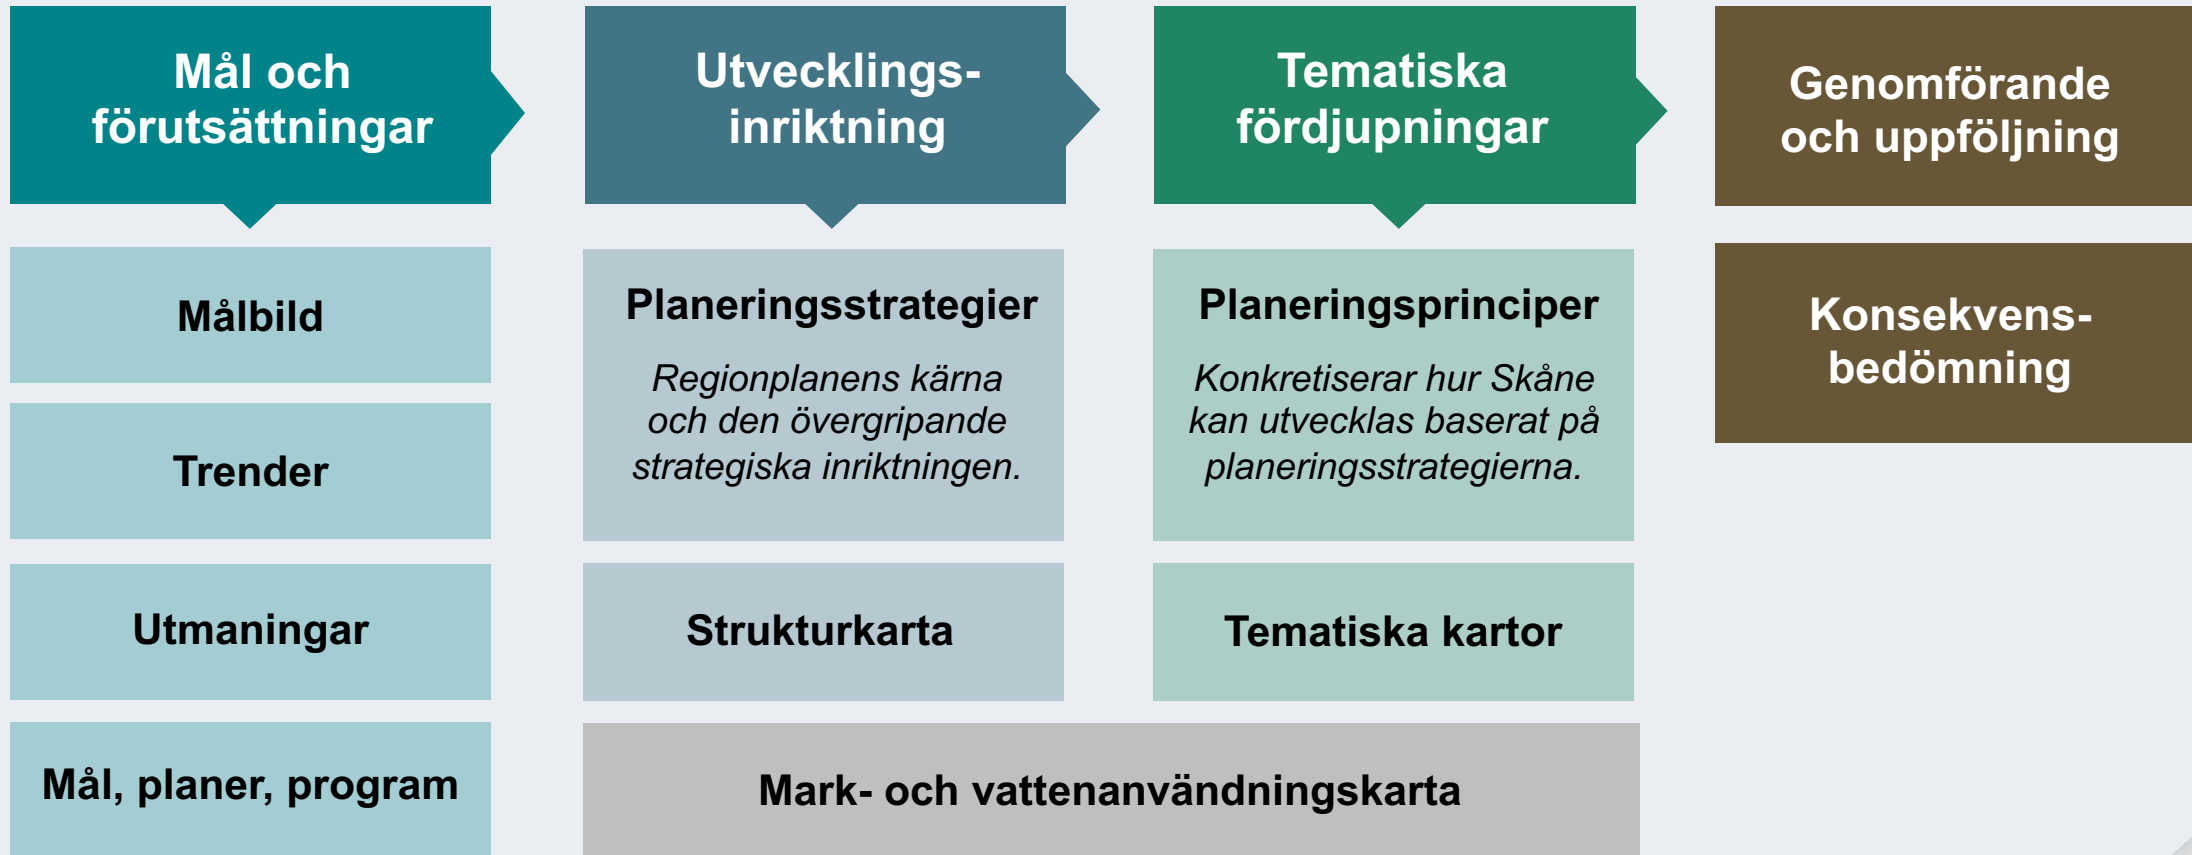 Mål och
förutsättningar
Målbild
Trender
Utmaningar
Mål, planer, program
Utvecklings-
inriktning
Planeringsstrategier
Regionplanens kärna
och den övergripande
strategiska inriktningen.
Strukturkarta
Tematiska
fördjupningar
Planeringsprinciper
Konkretiserar hur Skåne
kan utvecklas baserat på
planeringsstrategierna.
Tematiska kartor
Mark- och vattenanvändningskarta
Genomförande
och uppföljning
Konsekvens-
bedömning